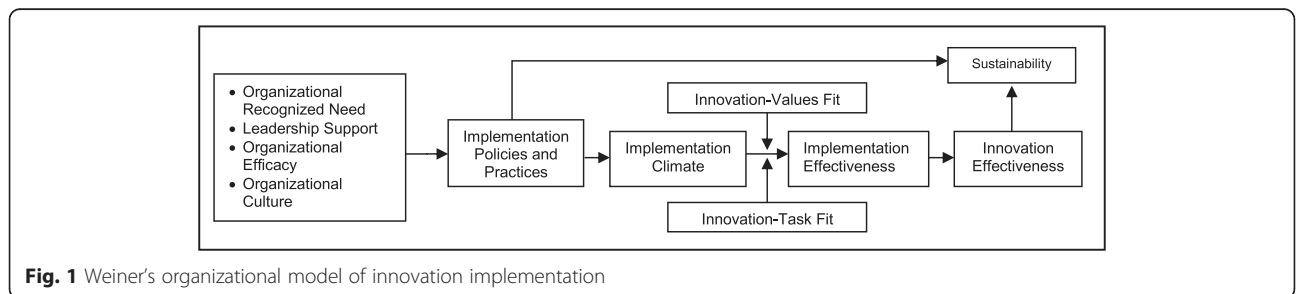 • Organizational
Recognized Need
• Leadership Support
• Organizational
Efficacy
• Organizational
Culture
Implementation
Policies and
Practices
Implementation
Climate
Innovation-Values Fit
Innovation-Task Fit
Implementation
Effectiveness
Innovation
Effectiveness
Sustainability
Fig. 1 Weiner’s organizational model of innovation implementation